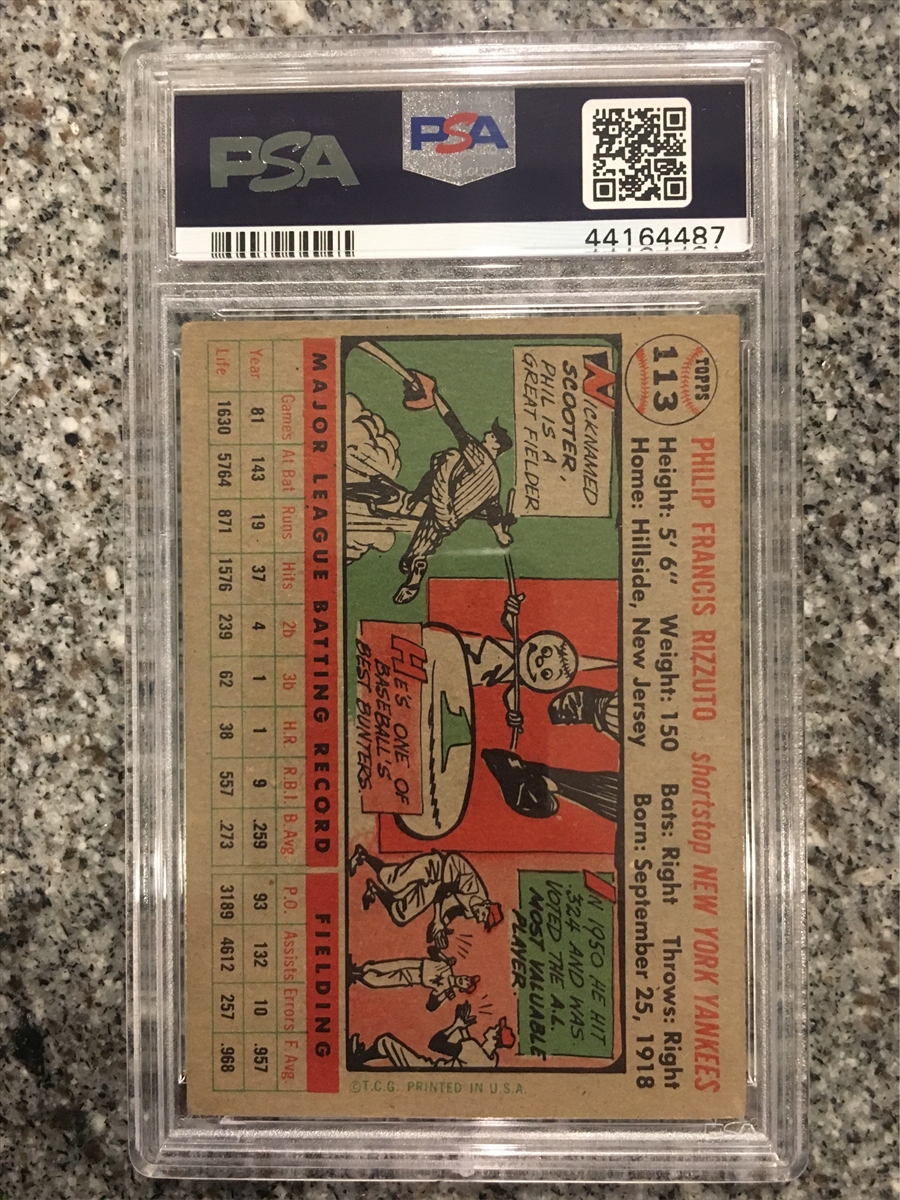 PSA
PSA
44164487
TOPPS
113
PHILIP FRANCIS RIZZUTO shortstop NEW YORK YANKEES
Height: 5' 6" Weight: 150 Bats: Right Throws: Right
Home: Hillside, New Jersey Born: September 25, 1918
NICKNAMED
SCOOTER,
PHIL IS
A
GREAT FIELDER
HE'S ONE OF
BASEBALL'S
BEST BUNTERS.
IN 1950 HE HIT
.324 AND WAS
VOTED THE A.L.
MOST VALUABLE
PLAYER.
MAJOR LEAGUE BATTING RECORD FIELDING
Games At Bat Runs Hits 2b 3b H.R. R.B.I. B.Avg. P.O. Assists Errors F.Avg.
Year 81 143 19 37 4 1 1 9 .259 93 132 10 .957
Life 1630 5764 871 1576 239 62 38 557 .273 3189 4612 257 .968
©T.C.G. PRINTED IN U.S.A.
PSA